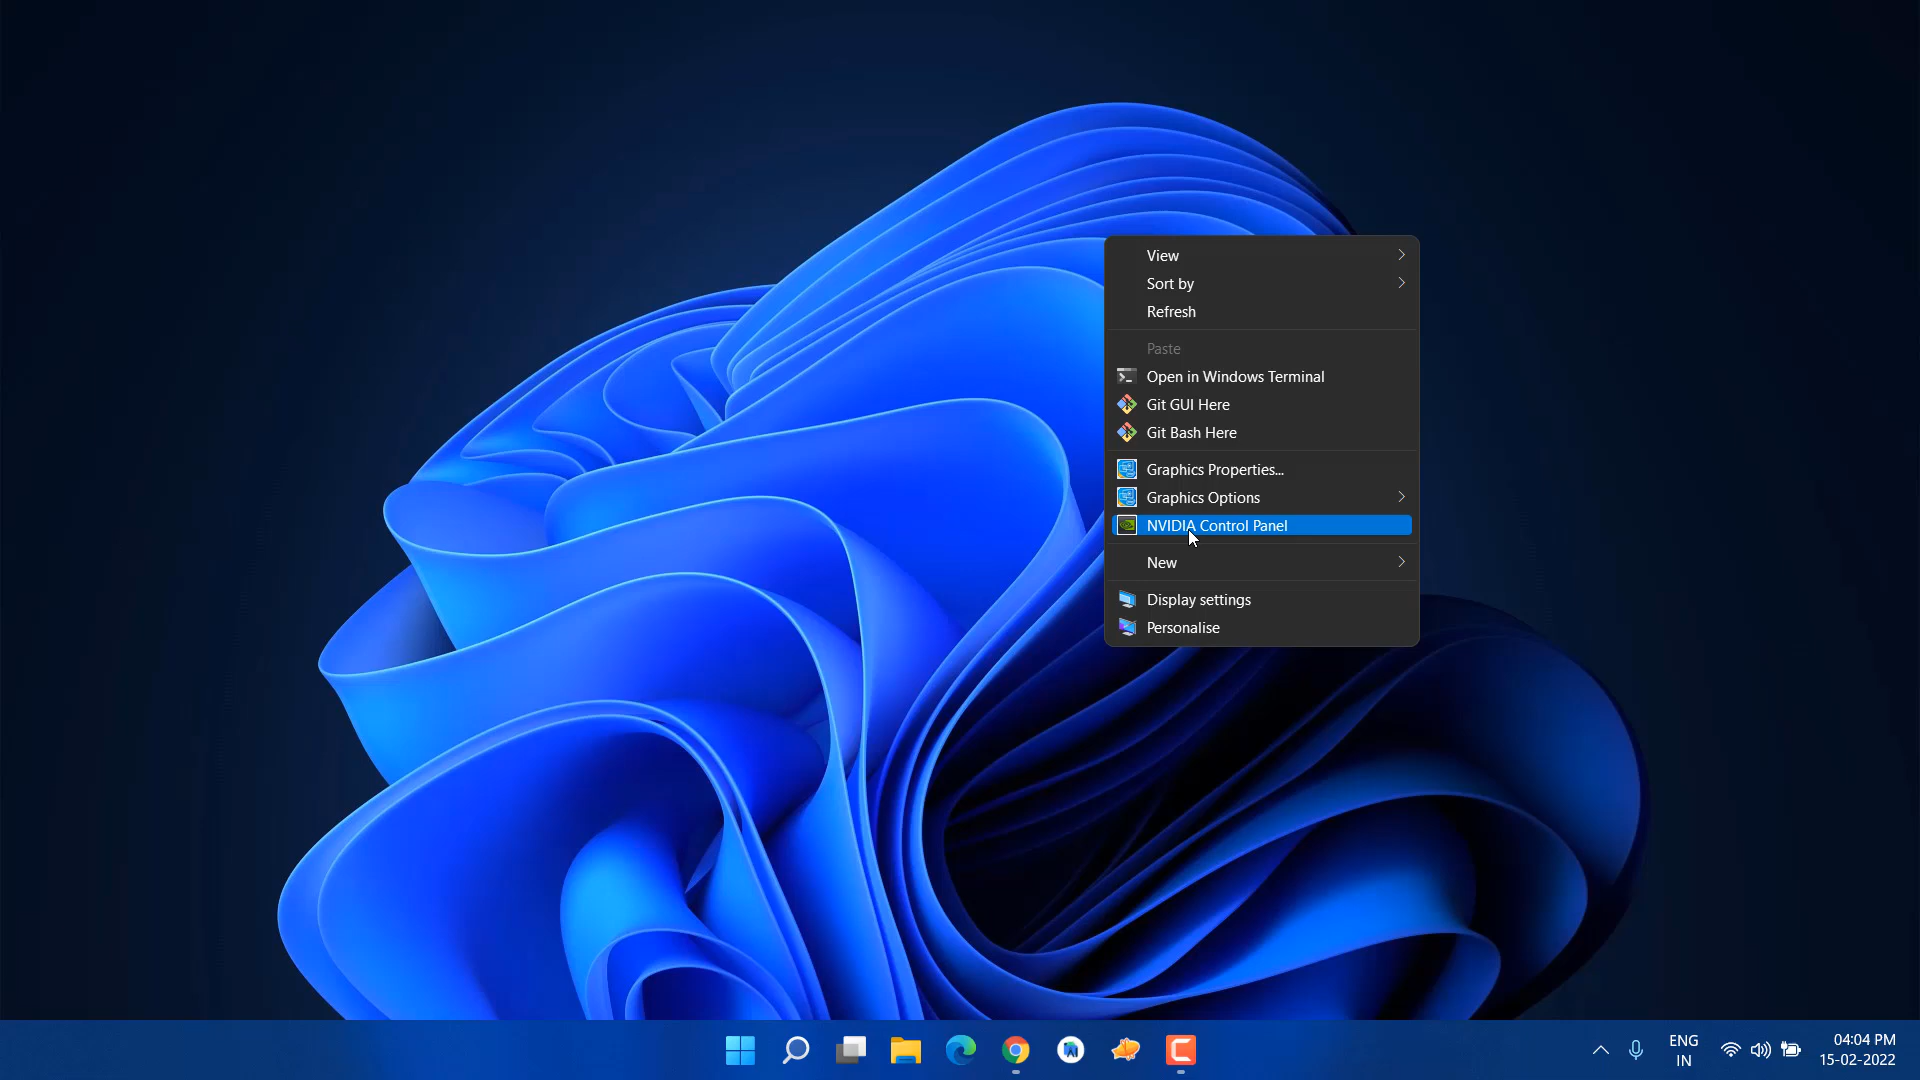 View
Sort by
Refresh
Paste
Open in Windows Terminal
Git GUI Here
Git Bash Here
Graphics Properties...
Graphics Options
NVIDIA Control Panel
New
Display settings
Personalise
ENG
IN
04:04 PM
15-02-2022